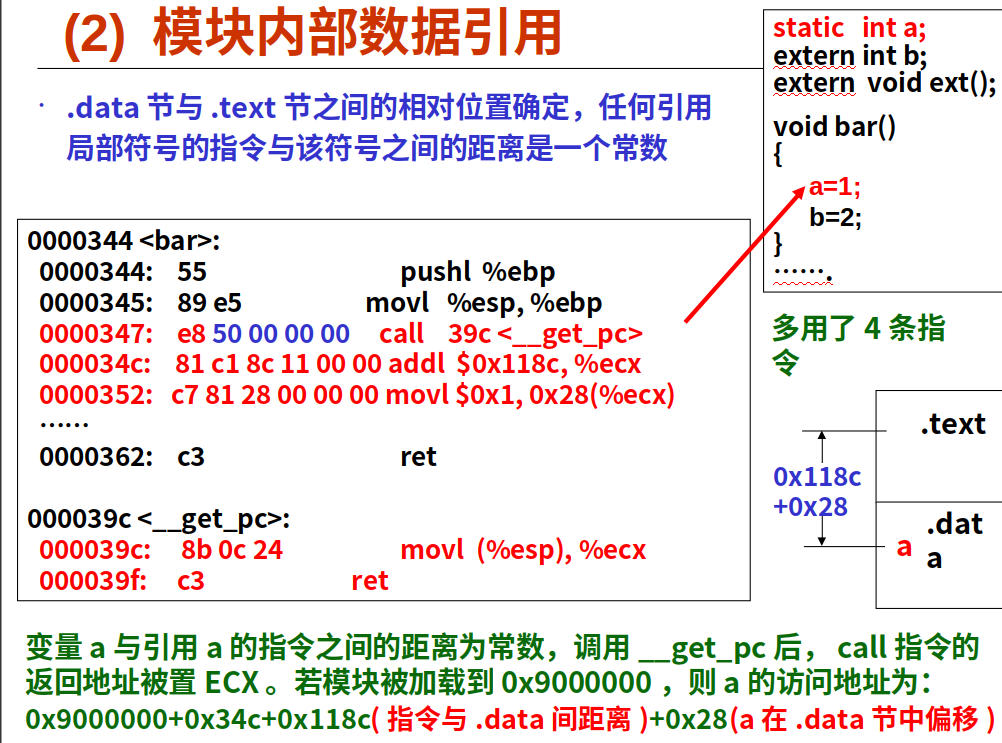 (2) 模块内部数据引用
· .data 节与 .text 节之间的相对位置确定，任何引用
局部符号的指令与该符号之间的距离是一个常数
static int a;
extern int b;
extern void ext();
void bar()
{
a=1;
b=2;
}
…….
0000344 <bar>:
0000344: 55 pushl %ebp
0000345: 89 e5 movl %esp, %ebp
0000347: e8 50 00 00 00 call 39c <__get_pc>
000034c: 81 c1 8c 11 00 00 addl $0x118c, %ecx
0000352: c7 81 28 00 00 00 movl $0x1, 0x28(%ecx)
……
0000362: c3 ret
000039c <__get_pc>:
000039c: 8b 0c 24 movl (%esp), %ecx
000039f: c3 ret
多用了 4 条指
令
.text
0x118c
+0x28
.dat
a
a
变量 a 与引用 a 的指令之间的距离为常数，调用 __get_pc 后， call 指令的
返回地址被置 ECX 。若模块被加载到 0x9000000 ，则 a 的访问地址为：
0x9000000+0x34c+0x118c( 指令与 .data 间距离 )+0x28(a 在 .data 节中偏移 )